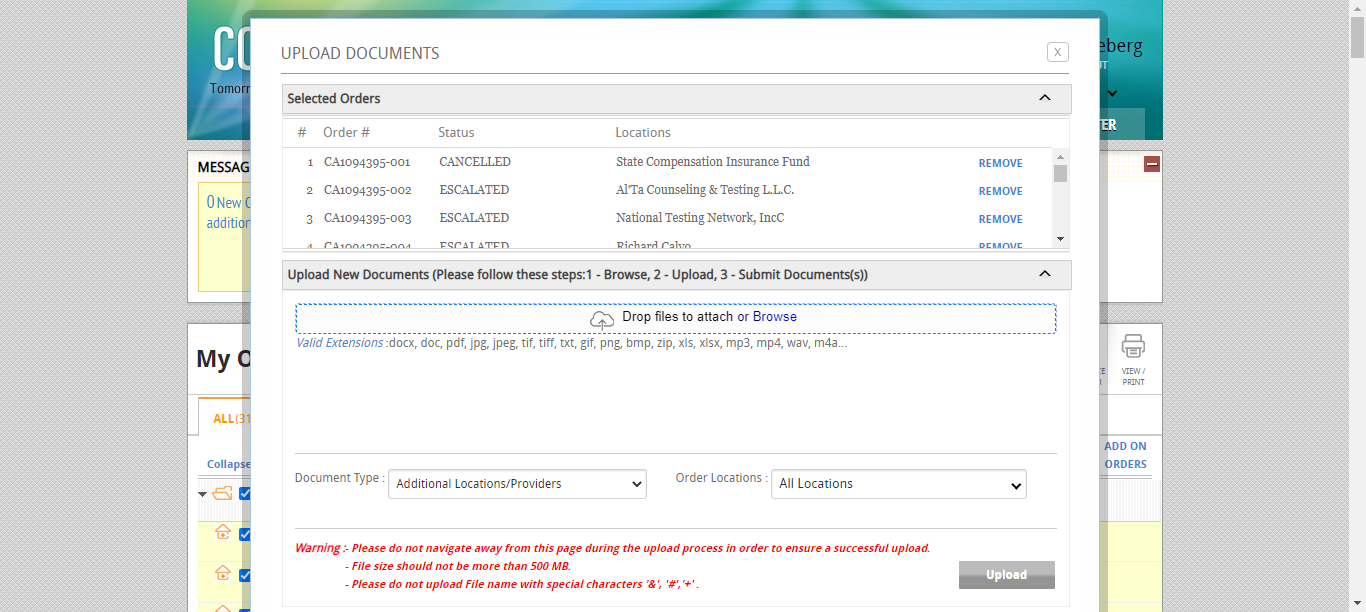 CO
Tomorr
eberg
UT
TER
UPLOAD DOCUMENTS
X
Selected Orders
# Order # Status Locations
1 CA1094395-001 CANCELLED State Compensation Insurance Fund REMOVE
2 CA1094395-002 ESCALATED Al'Ta Counseling & Testing L.L.C. REMOVE
3 CA1094395-003 ESCALATED National Testing Network, IncC REMOVE
4 CA1094395-004 ESCALATED Richard Calvo REMOVE
MESSAG
0 New O
addition
Upload New Documents (Please follow these steps:1 - Browse, 2 - Upload, 3 - Submit Documents(s))
Drop files to attach or Browse
Valid Extensions :docx, doc, pdf, jpg, jpeg, tif, tiff, txt, gif, png, bmp, zip, xls, xlsx, mp3, mp4, wav, m4a...
My O
VIEW /
PRINT
ALL(31
ADD ON
ORDERS
Collapse
Document Type : Additional Locations/Providers Order Locations : All Locations
Warning :- Please do not navigate away from this page during the upload process in order to ensure a successful upload.
- File size should not be more than 500 MB.
- Please do not upload File name with special characters '&', '#','+' .
Upload